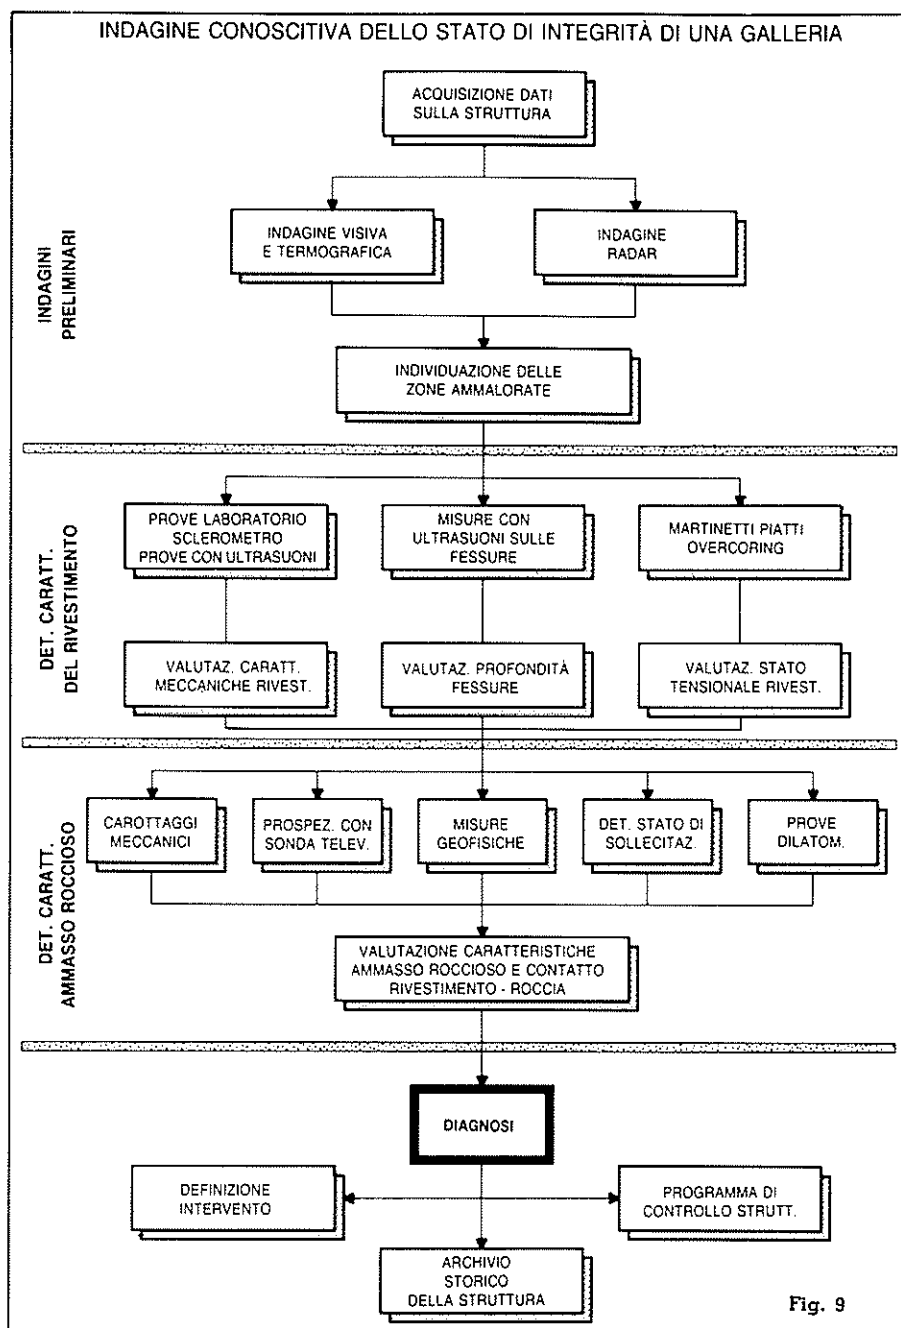 INDAGINE CONOSCITIVA DELLO STATO DI INTEGRITÀ DI UNA GALLERIA
ACQUISIZIONE DATI
SULLA STRUTTURA
INDAGINI
PRELIMINARI
INDAGINE VISIVA
E TERMOGRAFICA
INDAGINE
RADAR
INDIVIDUAZIONE DELLE
ZONE AMMALORATE
DET. CARATT.
DEL RIVESTIMENTO
PROVE LABORATORIO
SCLEROMETRO
PROVE CON ULTRASUONI
MISURE CON
ULTRASUONI SULLE
FESSURE
MARTINETTI PIATTI
OVERCORING
VALUTAZ. CARATT.
MECCANICHE RIVEST.
VALUTAZ. PROFONDITÀ
FESSURE
VALUTAZ. STATO
TENSIONALE RIVEST.
DET. CARATT.
AMMASSO ROCCIOSO
CAROTTAGGI
MECCANICI
PROSPEZ. CON
SONDA TELEV.
MISURE
GEOFISICHE
DET. STATO DI
SOLLECITAZ.
PROVE
DILATOM.
VALUTAZIONE CARATTERISTICHE
AMMASSO ROCCIOSO E CONTATTO
RIVESTIMENTO - ROCCIA
DIAGNOSI
DEFINIZIONE
INTERVENTO
PROGRAMMA DI
CONTROLLO STRUTT.
ARCHIVIO
STORICO
DELLA STRUTTURA
Fig. 9